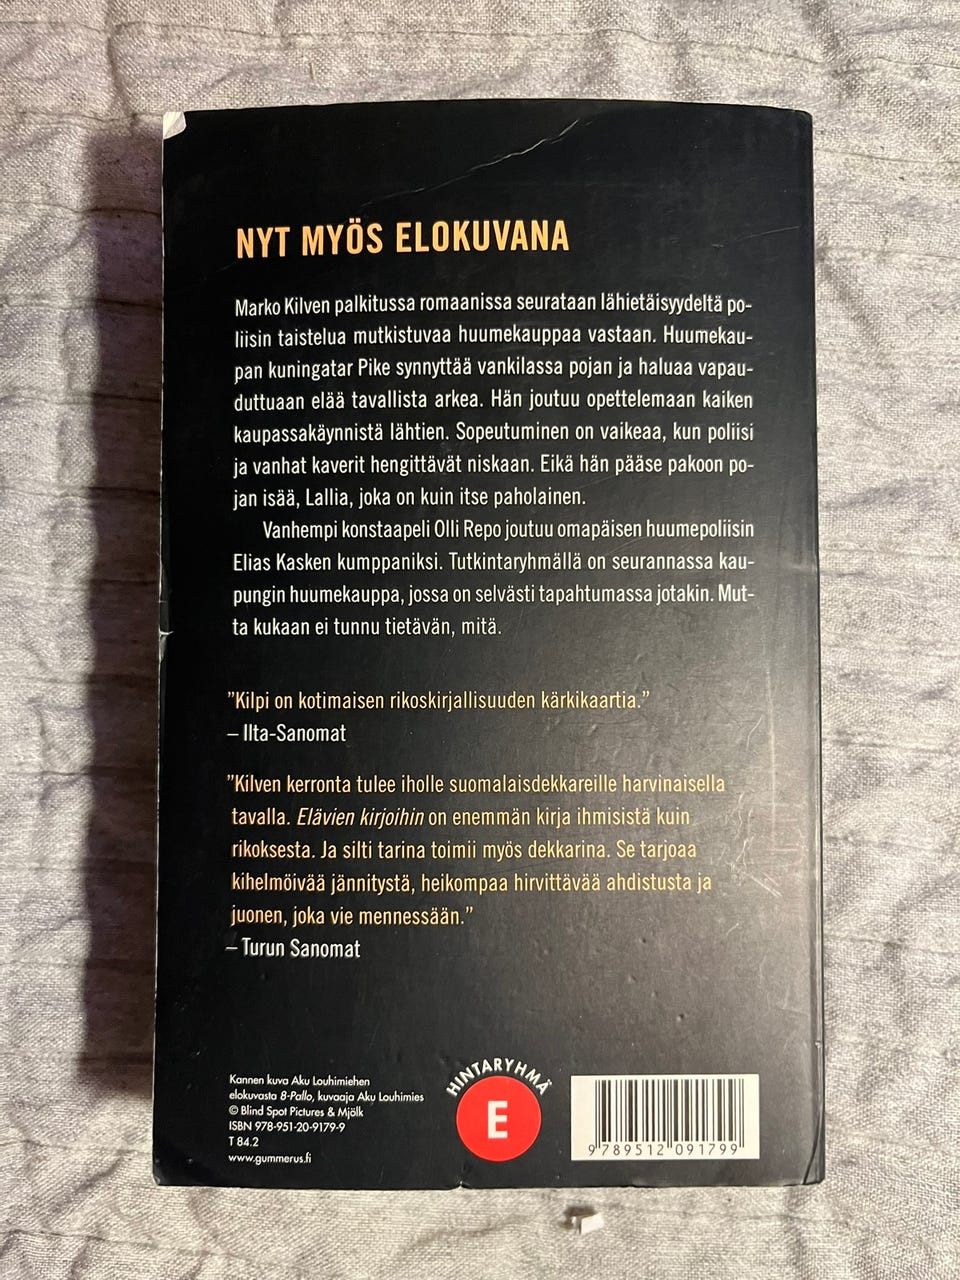 NYT MYÖS ELOKUVANA
Marko Kilven palkitussa romaanissa seurataan lähietäisyydeltä po-
liisin taistelua mutkistuvaa huumekauppaa vastaan. Huumekau-
pan kuningatar Pike synnyttää vankilassa pojan ja haluaa vapau-
duttuaan elää tavallista arkea. Hän joutuu opettelemaan kaiken
kaupassakäynnistä lähtien. Sopeutuminen on vaikeaa, kun poliisi
ja vanhat kaverit hengittävät niskaan. Eikä hän pääse pakoon po-
jan isää, Lallia, joka on kuin itse paholainen.
Vanhempi konstaapeli Olli Repo joutuu omapäisen huumepoliisin
Elias Kasken kumppaniksi. Tutkintaryhmällä on seurannassa kau-
pungin huumekauppa, jossa on selvästi tapahtumassa jotakin. Mut-
ta kukaan ei tunnu tietävän, mitä.
”Kilpi on kotimaisen rikoskirjallisuuden kärkikaartia.”
– Ilta-Sanomat
”Kilven kerronta tulee iholle suomalaisdekkareille harvinaisella
tavalla. Elävien kirjoihin on enemmän kirja ihmisistä kuin
rikoksesta. Ja silti tarina toimii myös dekkarina. Se tarjoaa
kihelmöivää jännitystä, heikompaa hirvittävää ahdistusta ja
juonen, joka vie mennessään.”
– Turun Sanomat
Kannen kuva Aku Louhimiehen
elokuvasta 8-Pallo, kuvaaja Aku Louhimies
© Blind Spot Pictures & Mjölk
ISBN 978-951-20-9179-9
T 84.2
www.gummerus.fi
HINTARYHMÄ
E
9 789512 091799